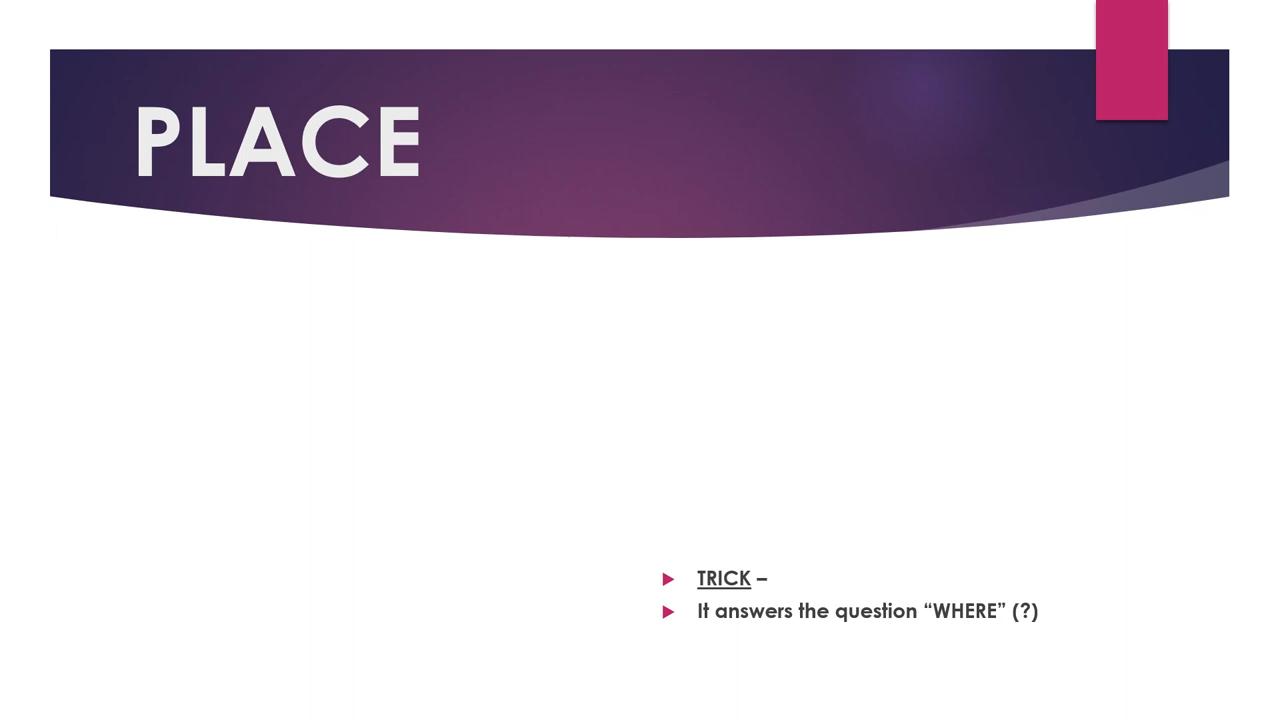 PLACE
TRICK –
It answers the question “WHERE” (?)